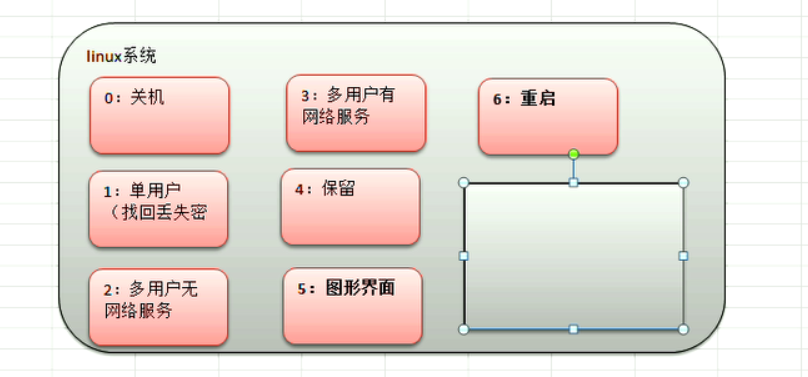 linux系统
0：关机
1：单用户
（找回丢失密
2：多用户无
网络服务
3：多用户有
网络服务
4：保留
5：图形界面
6：重启